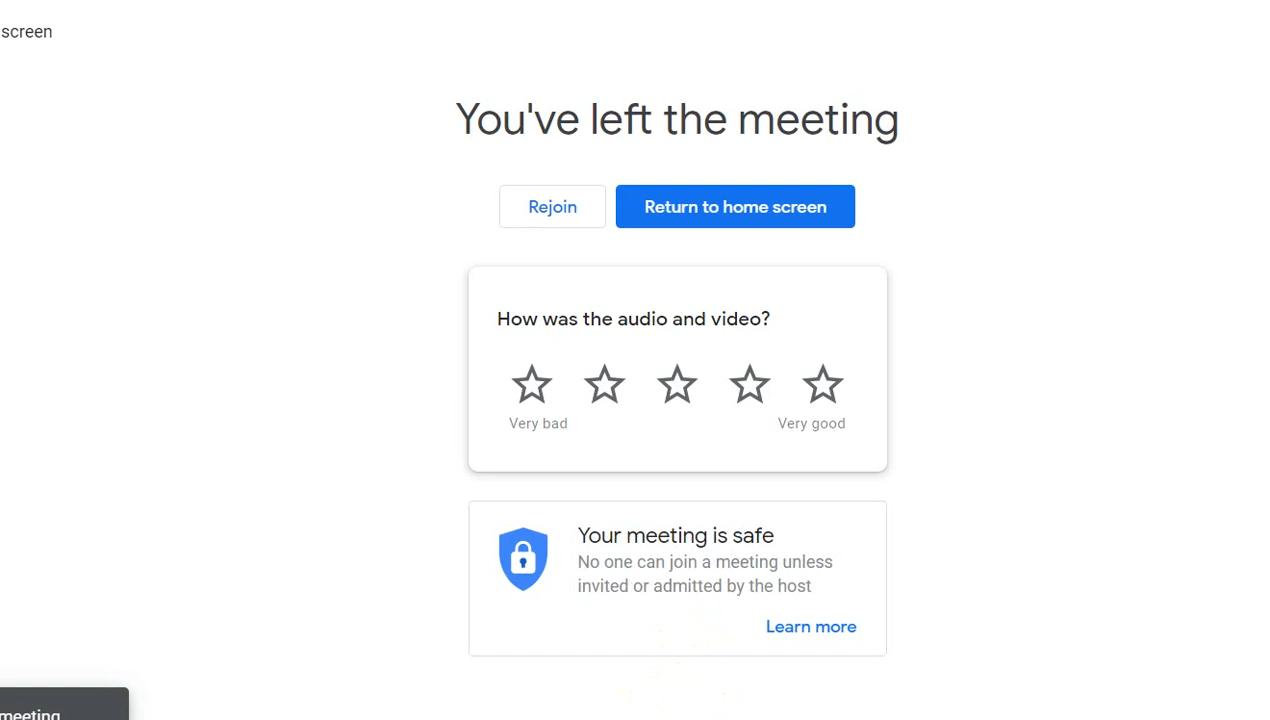 screen
You've left the meeting
Rejoin
Return to home screen
How was the audio and video?
Very bad
Very good
Your meeting is safe
No one can join a meeting unless
invited or admitted by the host
Learn more
meeting